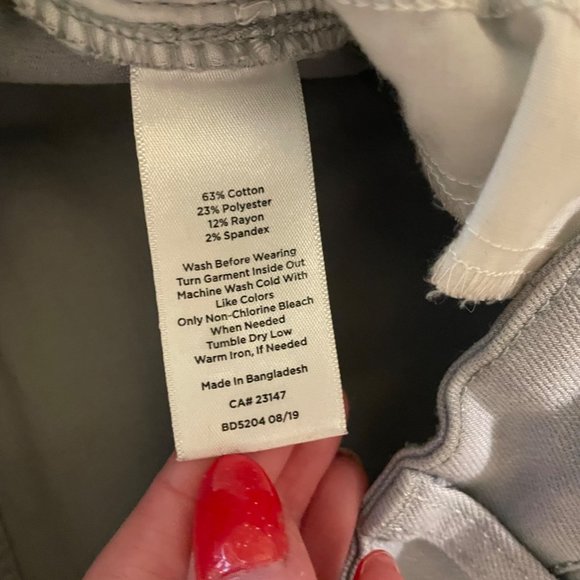 63% Cotton
23% Polyester
12% Rayon
2% Spandex
Wash Before Wearing
Turn Garment Inside Out
Machine Wash Cold With
Like Colors
Only Non-Chlorine Bleach
When Needed
Tumble Dry Low
Warm Iron, If Needed
Made In Bangladesh
CA# 23147
BD5204 08/19